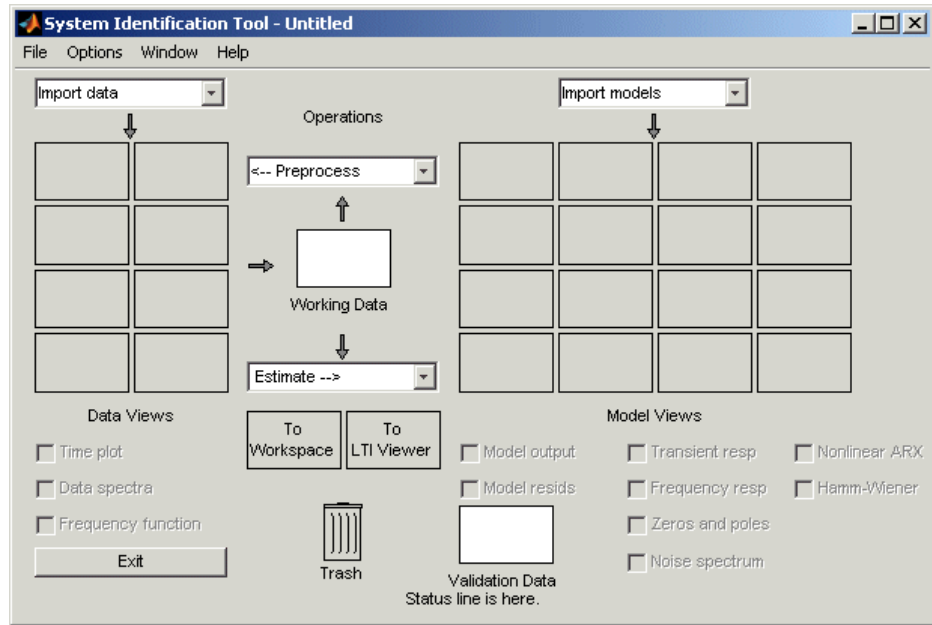 System Identification Tool - Untitled
File Options Window Help
Import data
Import models
Operations
<-- Preprocess
Working Data
Estimate -->
Data Views
Model Views
To Workspace
To LTI Viewer
Time plot
Data spectra
Frequency function
Exit
Trash
Model output
Model resids
Transient resp
Frequency resp
Zeros and poles
Noise spectrum
Nonlinear ARX
Hamm-Wiener
Validation Data
Status line is here.